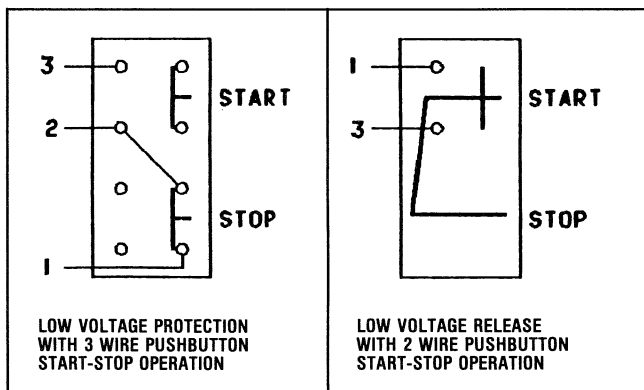 3
START
2
STOP
1
LOW VOLTAGE PROTECTION
WITH 3 WIRE PUSHBUTTON
START-STOP OPERATION
1
START
3
STOP
LOW VOLTAGE RELEASE
WITH 2 WIRE PUSHBUTTON
START-STOP OPERATION